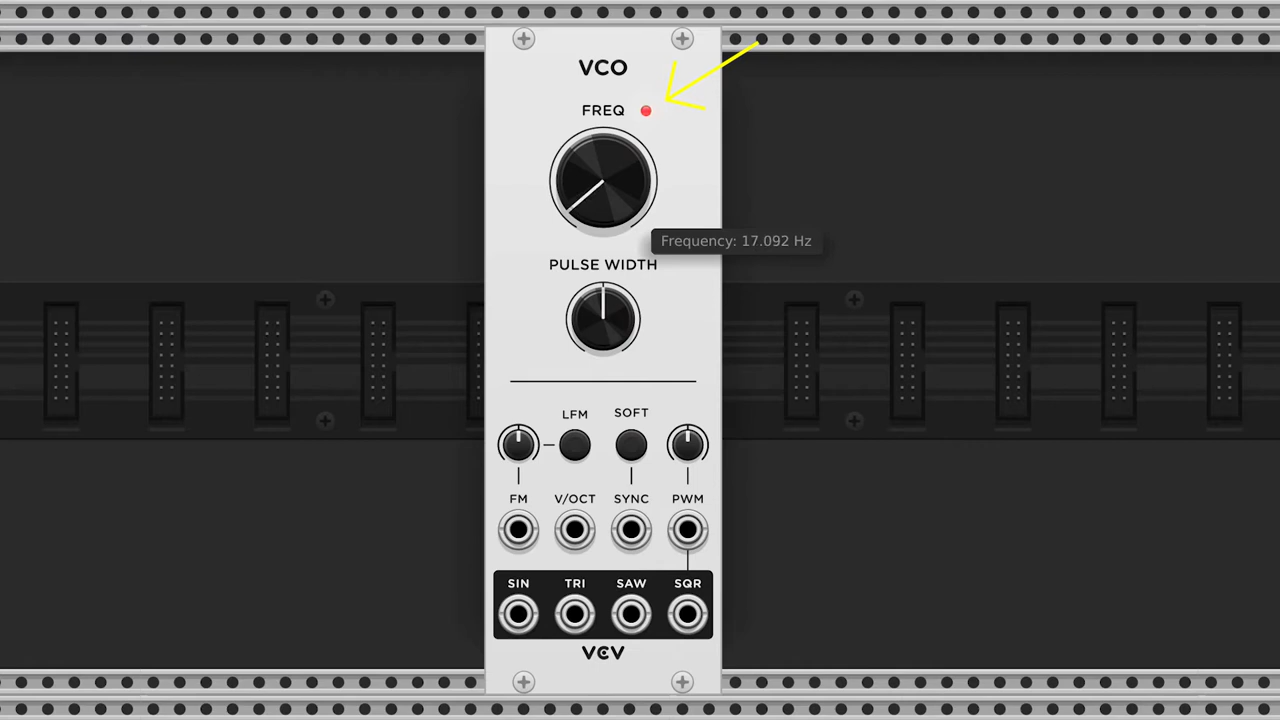 VCO
FREQ
Frequency: 17.092 Hz
PULSE WIDTH
LFM SOFT
FM V/OCT SYNC PWM
SIN TRI SAW SQR
VCV